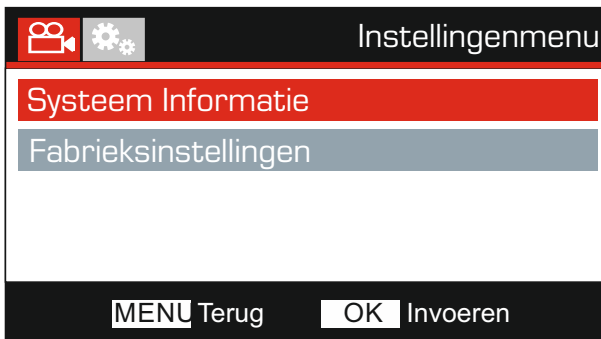 Instellingenmenu
Systeem Informatie
Fabrieksinstellingen
MENU Terug OK Invoeren